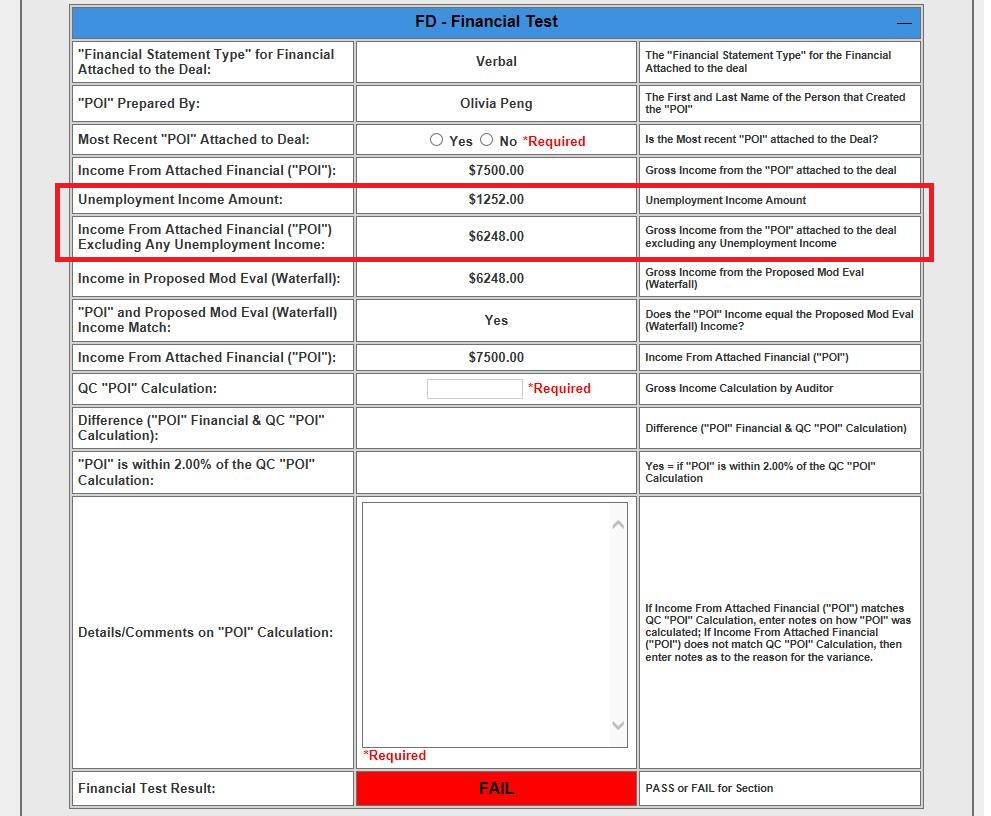 FD - Financial Test
"Financial Statement Type" for Financial
Attached to the Deal:
Verbal
The "Financial Statement Type" for the Financial
Attached to the deal
"POI" Prepared By:
Olivia Peng
The First and Last Name of the Person that Created
the "POI"
Most Recent "POI" Attached to Deal:
Yes No *Required
Is the Most recent "POI" attached to the Deal?
Income From Attached Financial ("POI"):
$7500.00
Gross Income from the "POI" attached to the deal
Unemployment Income Amount:
$1252.00
Unemployment Income Amount
Income From Attached Financial ("POI")
Excluding Any Unemployment Income:
$6248.00
Gross Income from the "POI" attached to the deal
excluding any Unemployment Income
Income in Proposed Mod Eval (Waterfall):
$6248.00
Gross Income from the Proposed Mod Eval
(Waterfall)
"POI" and Proposed Mod Eval (Waterfall)
Income Match:
Yes
Does the "POI" Income equal the Proposed Mod Eval
(Waterfall) Income?
Income From Attached Financial ("POI"):
$7500.00
Income From Attached Financial ("POI")
QC "POI" Calculation:
*Required
Gross Income Calculation by Auditor
Difference ("POI" Financial & QC "POI"
Calculation):
Difference ("POI" Financial & QC "POI" Calculation)
"POI" is within 2.00% of the QC "POI"
Calculation:
Yes = if "POI" is within 2.00% of the QC "POI"
Calculation
Details/Comments on "POI" Calculation:
*Required
If Income From Attached Financial ("POI") matches
QC "POI" Calculation, enter notes on how "POI" was
calculated; If Income From Attached Financial
("POI") does not match QC "POI" Calculation, then
enter notes as to the reason for the variance.
Financial Test Result:
FAIL
PASS or FAIL for Section